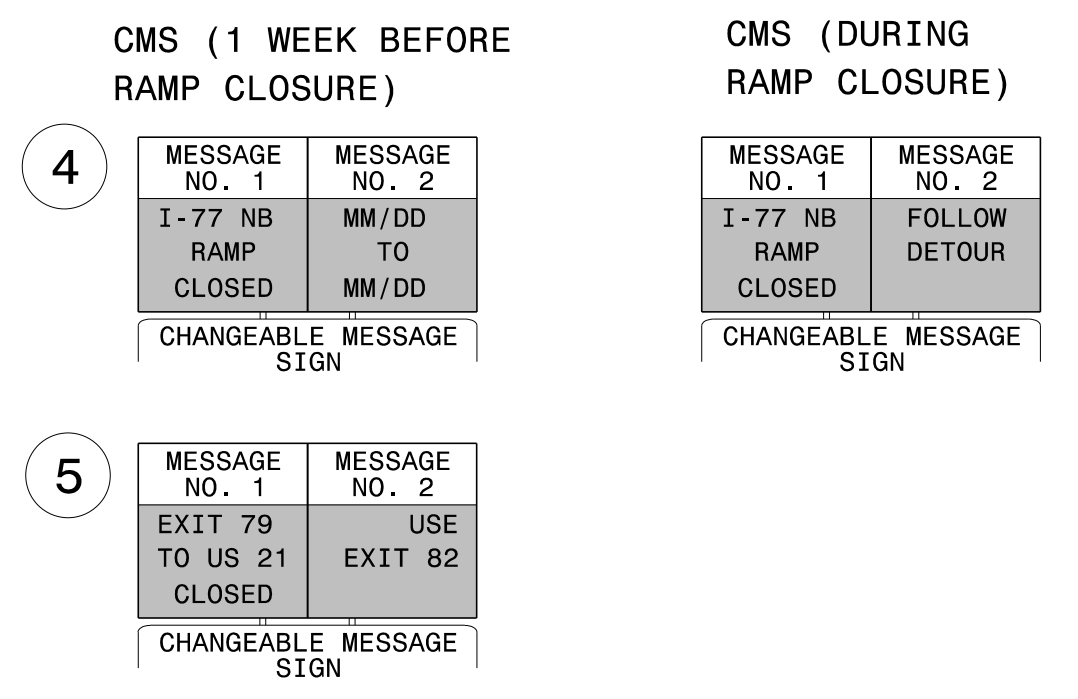 CMS (1 WEEK BEFORE
RAMP CLOSURE)
CMS (DURING
RAMP CLOSURE)
4
MESSAGE
NO. 1
MESSAGE
NO. 2
I-77 NB
RAMP
CLOSED
MM/DD
TO
MM/DD
CHANGEABLE MESSAGE
SIGN
MESSAGE
NO. 1
MESSAGE
NO. 2
I-77 NB
RAMP
CLOSED
FOLLOW
DETOUR
CHANGEABLE MESSAGE
SIGN
5
MESSAGE
NO. 1
MESSAGE
NO. 2
EXIT 79
TO US 21
CLOSED
USE
EXIT 82
CHANGEABLE MESSAGE
SIGN